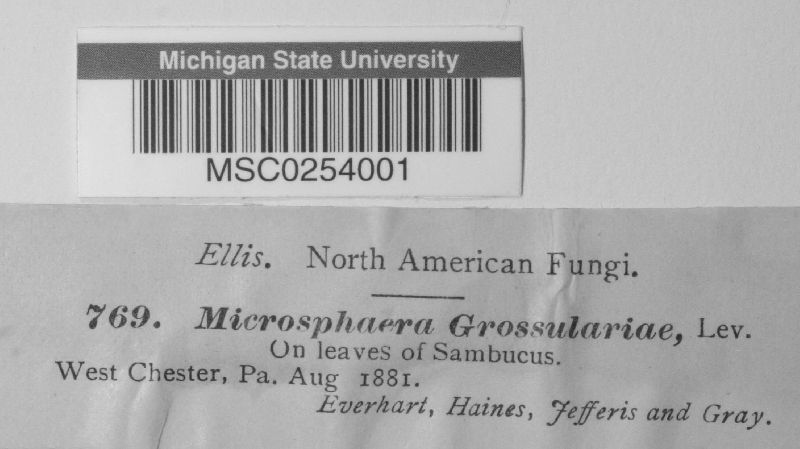 Michigan State University
MSC0254001
Ellis. North American Fungi.
769. Microsphaera Grossulariae, Lev.
On leaves of Sambucus.
West Chester, Pa. Aug 1881.
Everhart, Haines, Jefferis and Gray.